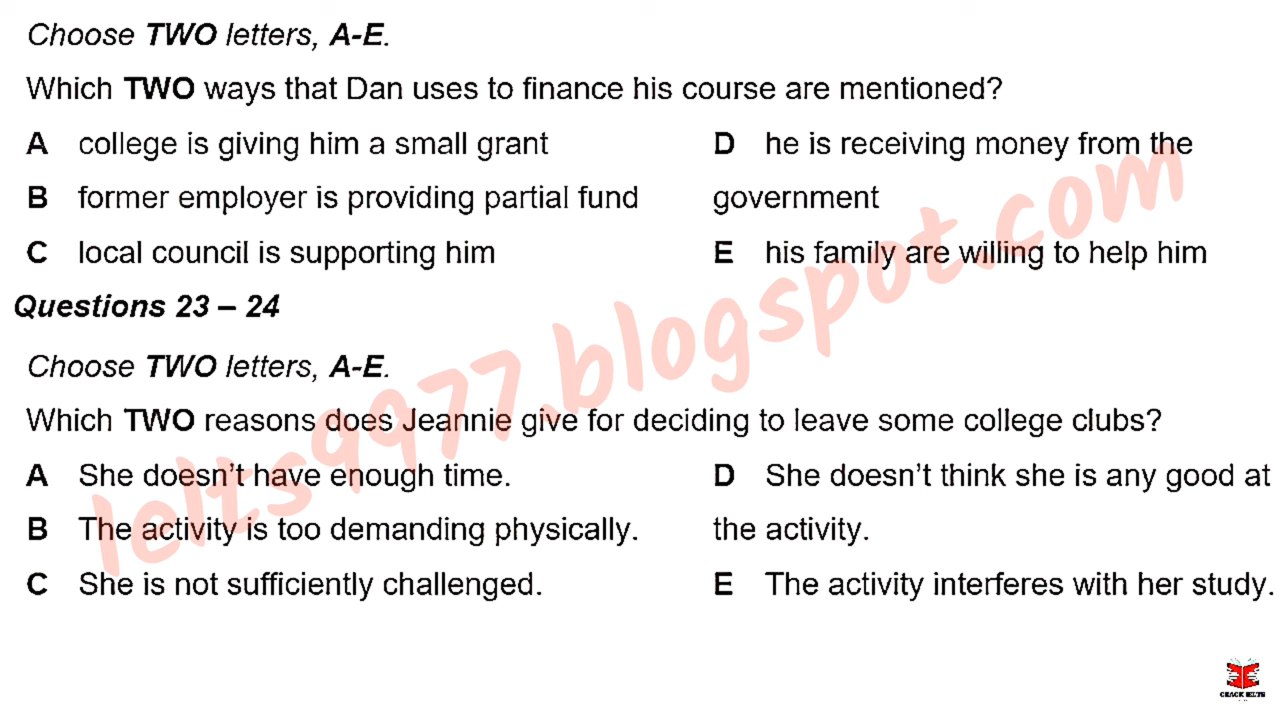 Choose TWO letters, A-E.
Which TWO ways that Dan uses to finance his course are mentioned?
A college is giving him a small grant
B former employer is providing partial fund
C local council is supporting him
D he is receiving money from the
government
E his family are willing to help him
Questions 23 – 24
Choose TWO letters, A-E.
Which TWO reasons does Jeannie give for deciding to leave some college clubs?
A She doesn't have enough time.
B The activity is too demanding physically.
C She is not sufficiently challenged.
D She doesn't think she is any good at
the activity.
E The activity interferes with her study.
Ielts9977.blogspot.com
CRACK IELTS